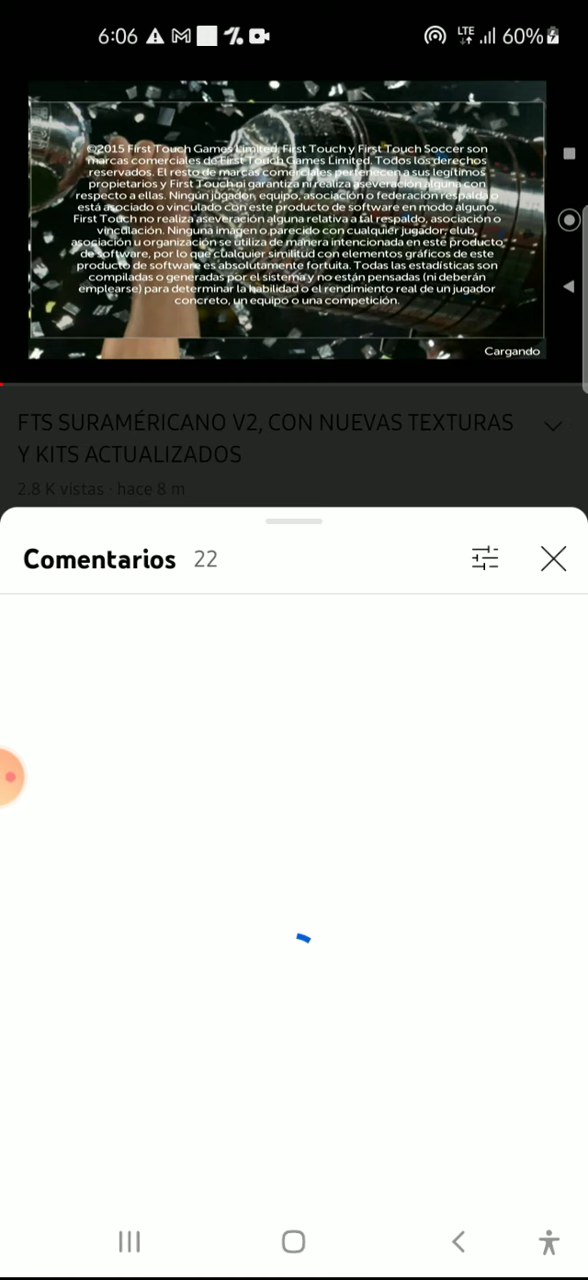 6:06
LTE
60%
©2015 First Touch Games Limited. First Touch y First Touch Soccer son
marcas comerciales de First Touch Games Limited. Todos los derechos
reservados. El resto de marcas comerciales pertenecen a sus legítimos
propietarios y First Touch ni garantiza ni realiza aseveración alguna con
respecto a ellas. Ningún jugador, equipo, asociación o federación respalda o
está asociado o vinculado con este producto de software en modo alguno.
First Touch no realiza aseveración alguna relativa a tal respaldo, asociación o
vinculación. Ninguna imagen o parecido con cualquier jugador, club,
asociación u organización se utiliza de manera intencionada en este producto
de software, por lo que cualquier similitud con elementos gráficos de este
producto de software es absolutamente fortuita. Todas las estadísticas son
compiladas o generadas por el sistema y no están pensadas (ni deberán
emplearse) para determinar la habilidad o el rendimiento real de un jugador
concreto, un equipo o una competición.
Cargando
FTS SURAMÉRICANO V2, CON NUEVAS TEXTURAS
Y KITS ACTUALIZADOS
2.8 K vistas · hace 8 m
Comentarios 22